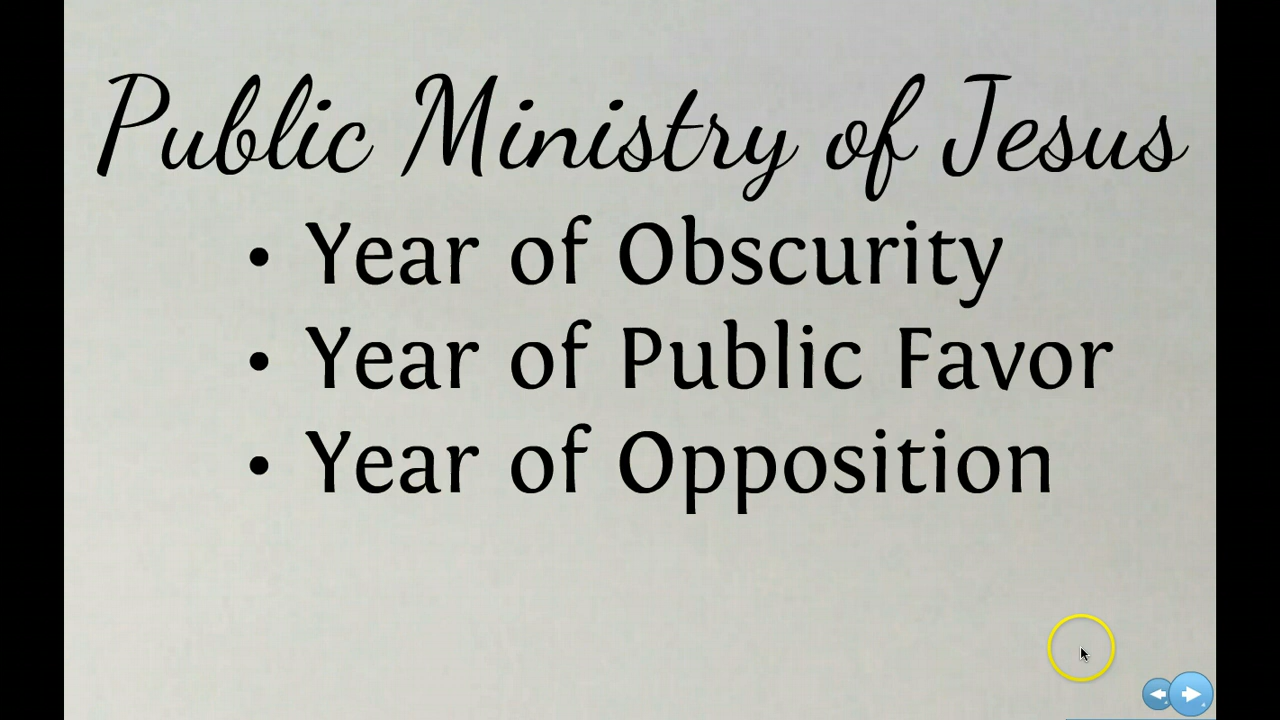 Public Ministry of Jesus
• Year of Obscurity
• Year of Public Favor
• Year of Opposition